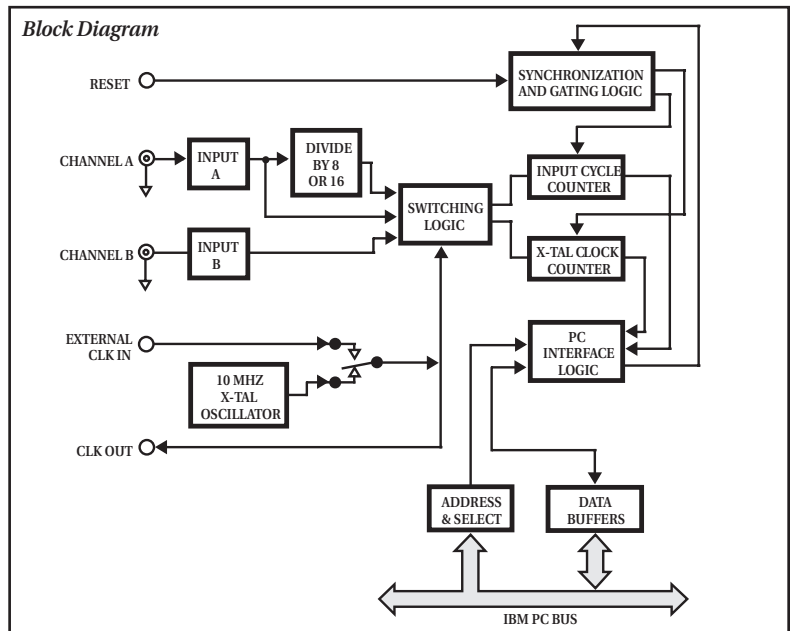 Block Diagram
RESET
SYNCHRONIZATION
AND GATING LOGIC
CHANNEL A
INPUT
A
DIVIDE
BY 8
OR 16
INPUT CYCLE
COUNTER
SWITCHING
LOGIC
CHANNEL B
INPUT
B
X-TAL CLOCK
COUNTER
EXTERNAL
CLK IN
10 MHZ
X-TAL
OSCILLATOR
PC
INTERFACE
LOGIC
CLK OUT
ADDRESS
& SELECT
DATA
BUFFERS
IBM PC BUS